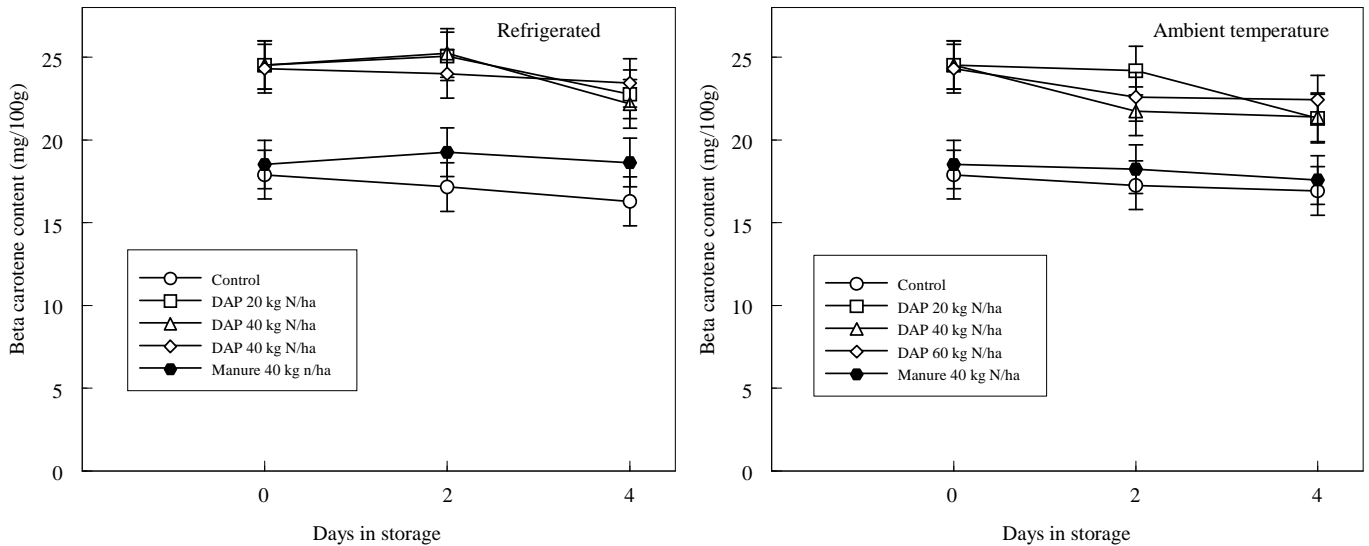 Refrigerated
Beta carotene content (mg/100g)
25
20
15
10
5
0
Control
DAP 20 kg N/ha
DAP 40 kg N/ha
DAP 40 kg N/ha
Manure 40 kg n/ha
0 2 4
Days in storage
Ambient temperature
Beta carotene content (mg/100g)
25
20
15
10
5
0
Control
DAP 20 kg N/ha
DAP 40 kg N/ha
DAP 60 kg N/ha
Manure 40 kg N/ha
0 2 4
Days in storage